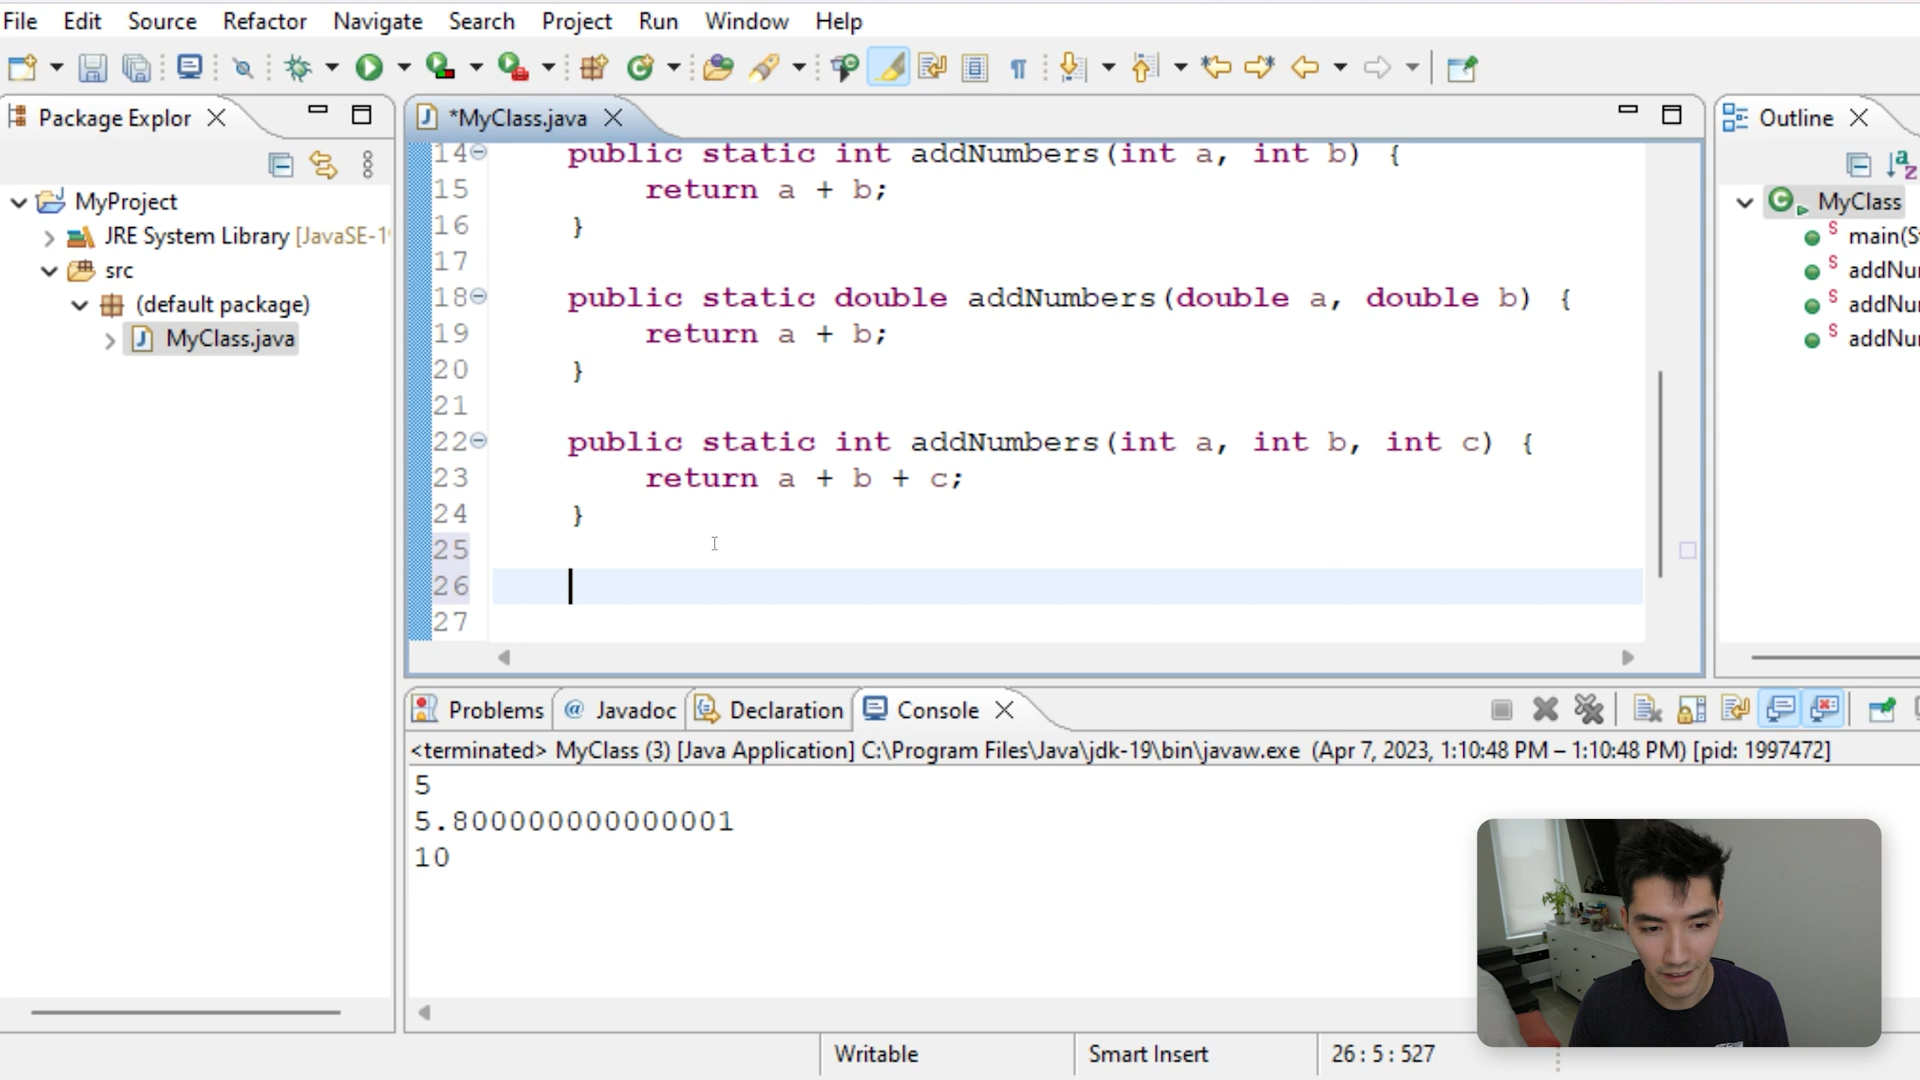 File Edit Source Refactor Navigate Search Project Run Window Help
Package Explor
MyProject
JRE System Library [JavaSE-1
src
(default package)
MyClass.java
*MyClass.java
14 public static int addNumbers(int a, int b) {
15 return a + b;
16 }
17
18 public static double addNumbers(double a, double b) {
19 return a + b;
20 }
21
22 public static int addNumbers(int a, int b, int c) {
23 return a + b + c;
24 }
25
26
27
Outline
MyClass
main(S
addNu
addNu
addNu
Problems Javadoc Declaration Console
<terminated> MyClass (3) [Java Application] C:\Program Files\Java\jdk-19\bin\javaw.exe (Apr 7, 2023, 1:10:48 PM – 1:10:48 PM) [pid: 1997472]
5
5.800000000000001
10
Writable Smart Insert 26 : 5 : 527